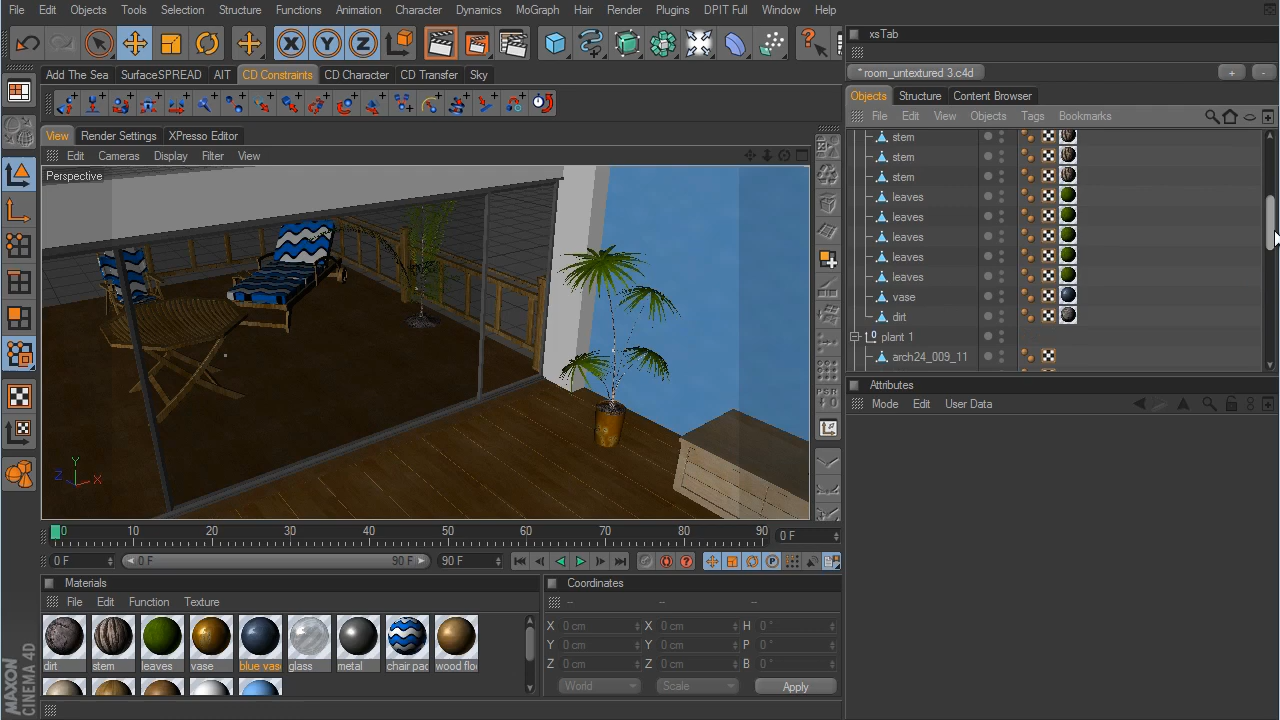 File Edit Objects Tools Selection Structure Functions Animation Character Dynamics MoGraph Hair Render Plugins DPIT Full Window Help
xsTab
* room_untextured 3.c4d
Add The Sea SurfaceSPREAD AIT CD Constraints CD Character CD Transfer Sky
Objects Structure Content Browser
File Edit View Objects Tags Bookmarks
View Render Settings XPresso Editor
Edit Cameras Display Filter View
Perspective
stem
stem
stem
leaves
leaves
leaves
leaves
leaves
vase
dirt
plant 1
arch24_009_11
Attributes
Mode Edit User Data
Y
Z X
0 10 20 30 40 50 60 70 80 90 0 F
0 F 0 F 90 F 90 F
Materials
File Edit Function Texture
dirt stem leaves vase blue vase glass metal chair pad wood floo
Coordinates
-- -- --
X 0 cm X 0 cm H 0 °
Y 0 cm Y 0 cm P 0 °
Z 0 cm Z 0 cm B 0 °
World Scale Apply
MAXON
CINEMA 4D
PSR